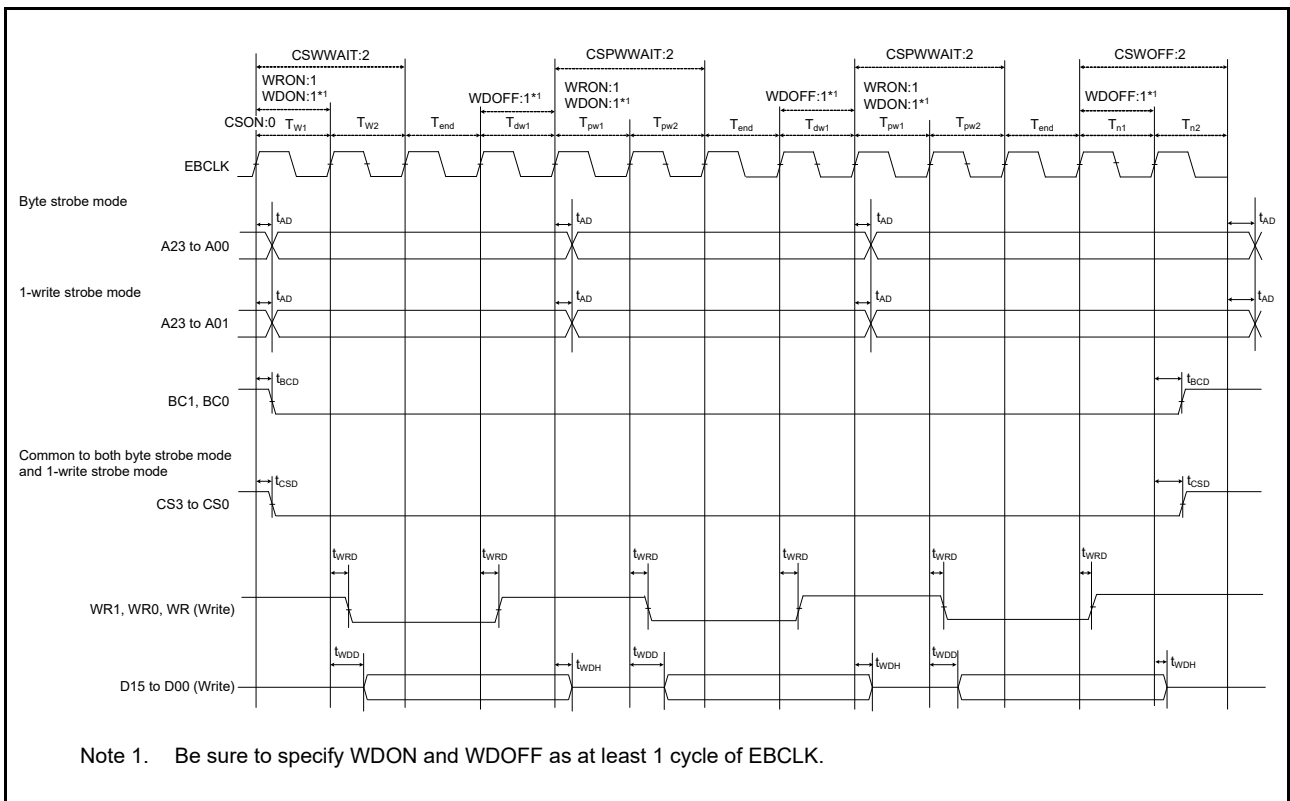 CSWWAIT:2 CSPWWAIT:2 CSPWWAIT:2 CSWOFF:2
WRON:1 WRON:1 WRON:1
WDON:1*1 WDOFF:1*1 WDON:1*1 WDOFF:1*1 WDON:1*1 WDOFF:1*1
CSON:0 TW1 TW2 Tend Tdw1 Tpw1 Tpw2 Tend Tdw1 Tpw1 Tpw2 Tend Tn1 Tn2
EBCLK
Byte strobe mode
tAD tAD tAD tAD
A23 to A00
1-write strobe mode
tAD tAD tAD tAD
A23 to A01
tBCD tBCD
BC1, BC0
Common to both byte strobe mode
and 1-write strobe mode
tCSD tCSD
CS3 to CS0
tWRD tWRD tWRD tWRD tWRD tWRD
WR1, WR0, WR (Write)
tWDD tWDH tWDD tWDH tWDD tWDH
D15 to D00 (Write)
Note 1. Be sure to specify WDON and WDOFF as at least 1 cycle of EBCLK.